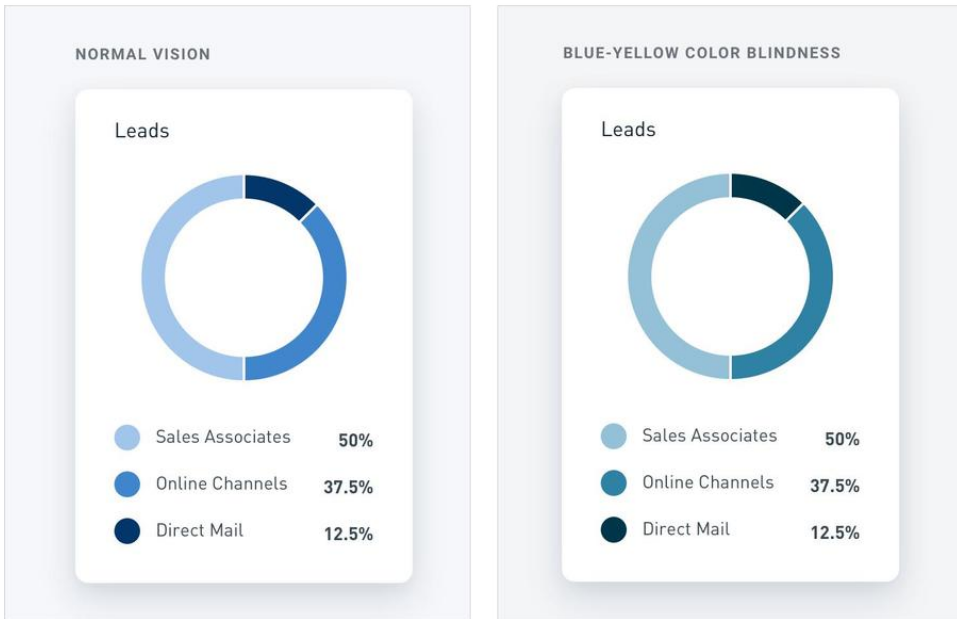 NORMAL VISION
Leads
Sales Associates 50%
Online Channels 37.5%
Direct Mail 12.5%
BLUE-YELLOW COLOR BLINDNESS
Leads
Sales Associates 50%
Online Channels 37.5%
Direct Mail 12.5%